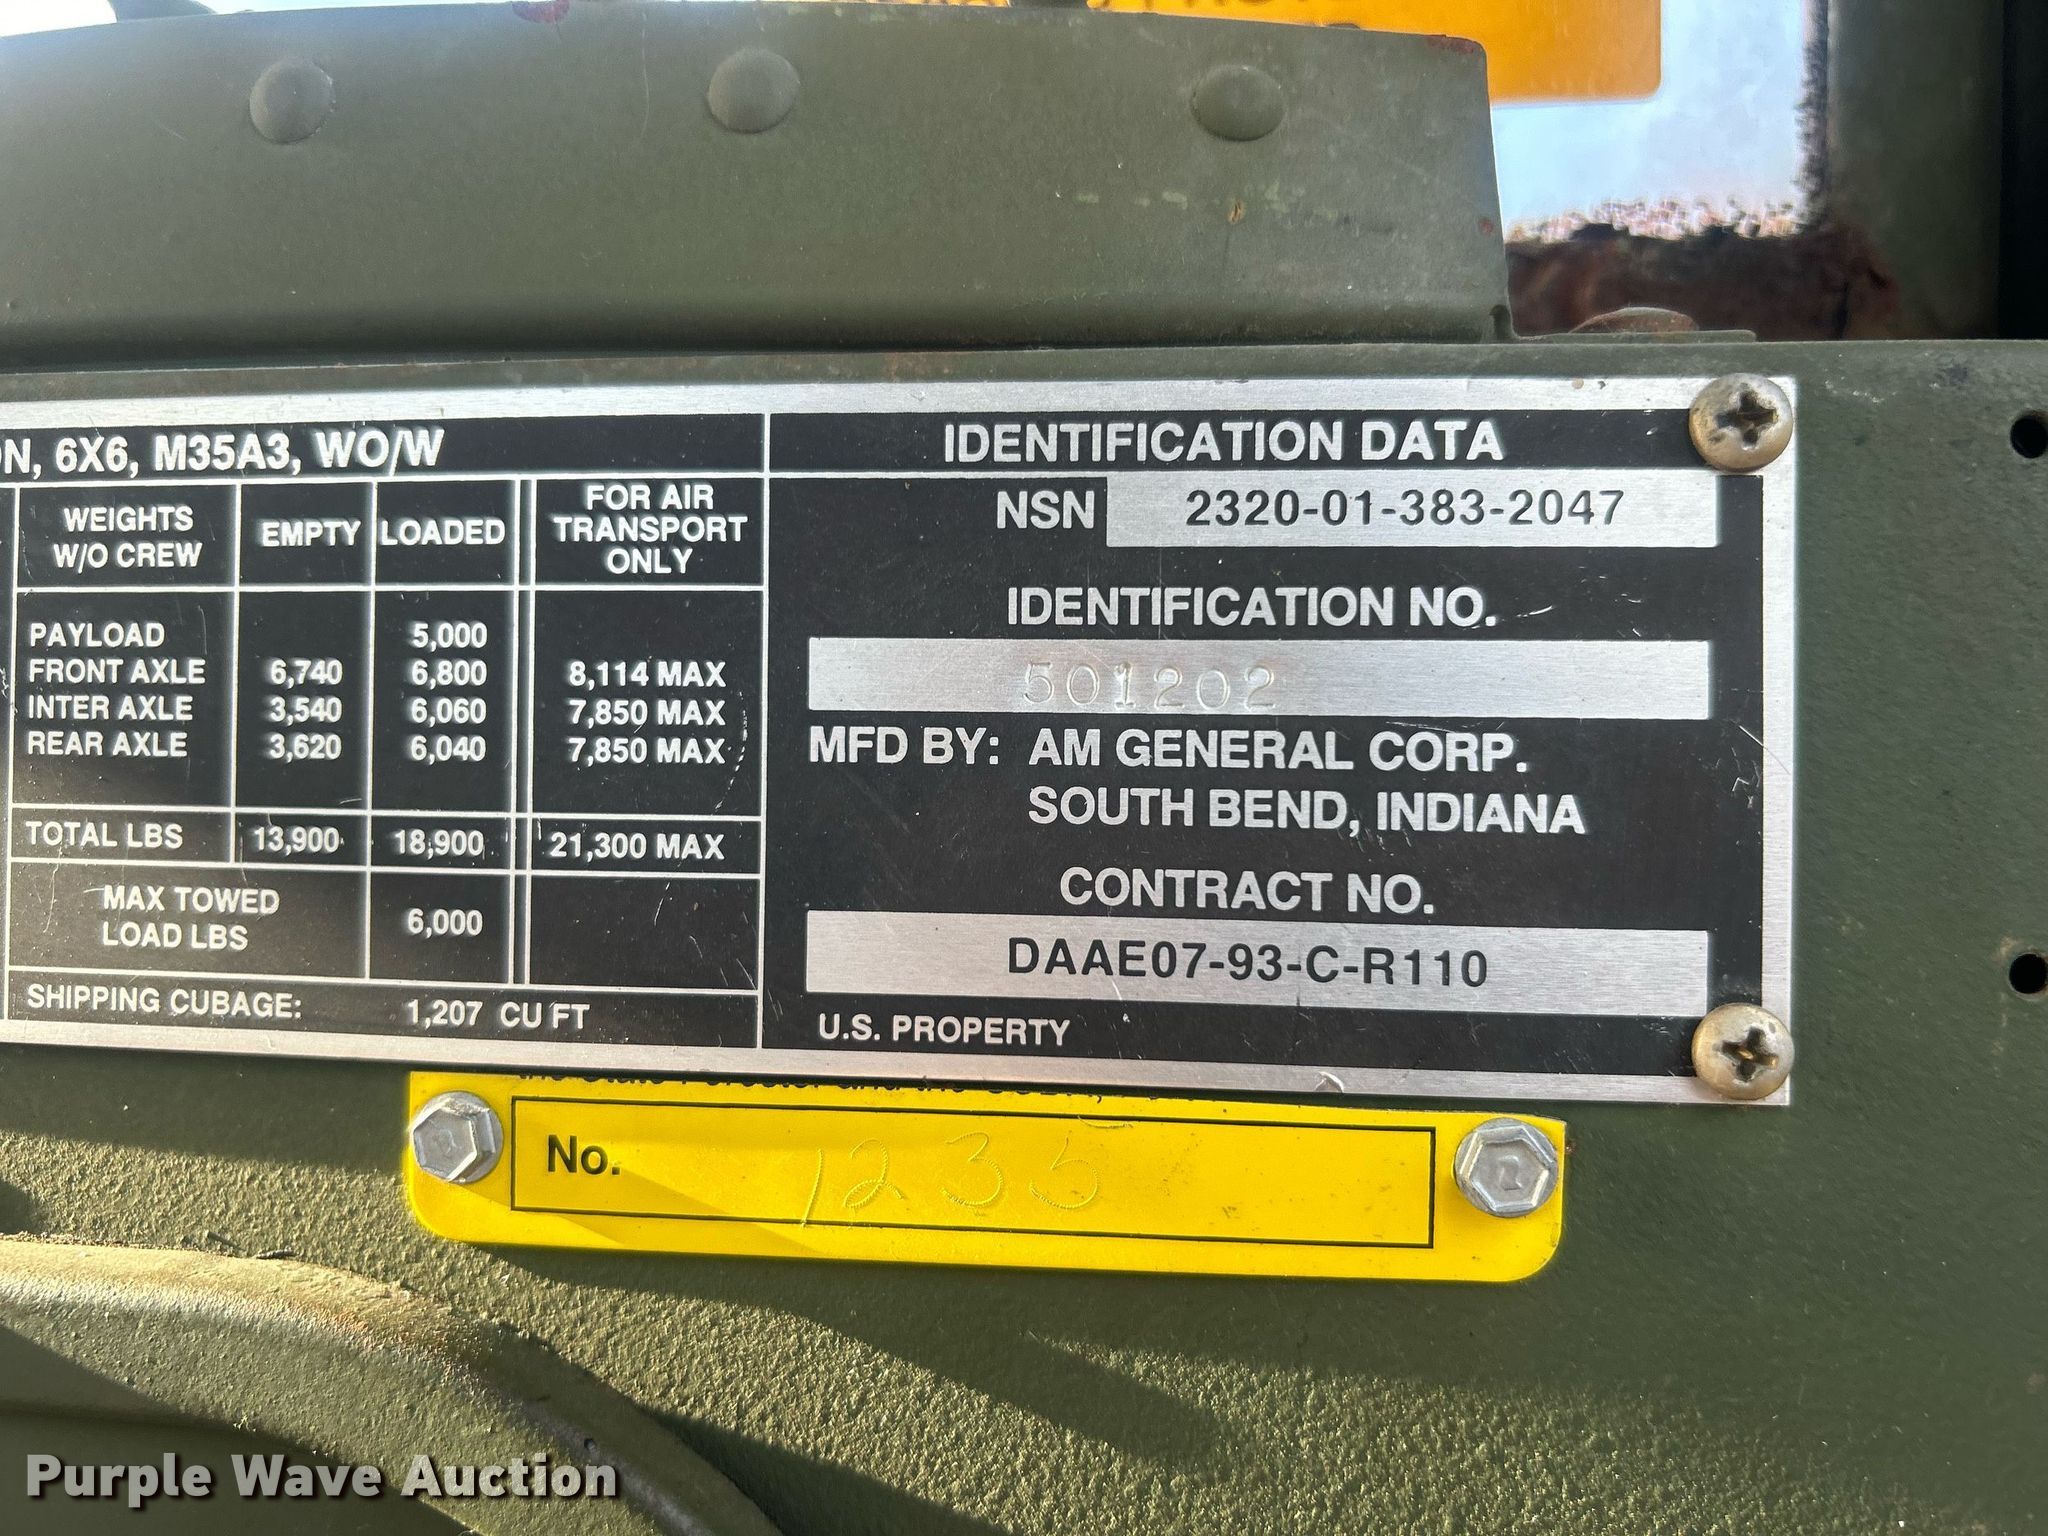 ON, 6X6, M35A3, WO/W
WEIGHTS W/O CREW EMPTY LOADED FOR AIR TRANSPORT ONLY
PAYLOAD 5,000
FRONT AXLE 6,740 6,800 8,114 MAX
INTER AXLE 3,540 6,060 7,850 MAX
REAR AXLE 3,620 6,040 7,850 MAX
TOTAL LBS 13,900 18,900 21,300 MAX
MAX TOWED LOAD LBS 6,000
SHIPPING CUBAGE: 1,207 CU FT
IDENTIFICATION DATA
NSN 2320-01-383-2047
IDENTIFICATION NO.
501202
MFD BY: AM GENERAL CORP.
SOUTH BEND, INDIANA
CONTRACT NO.
DAAE07-93-C-R110
U.S. PROPERTY
No. 1235
Purple Wave Auction